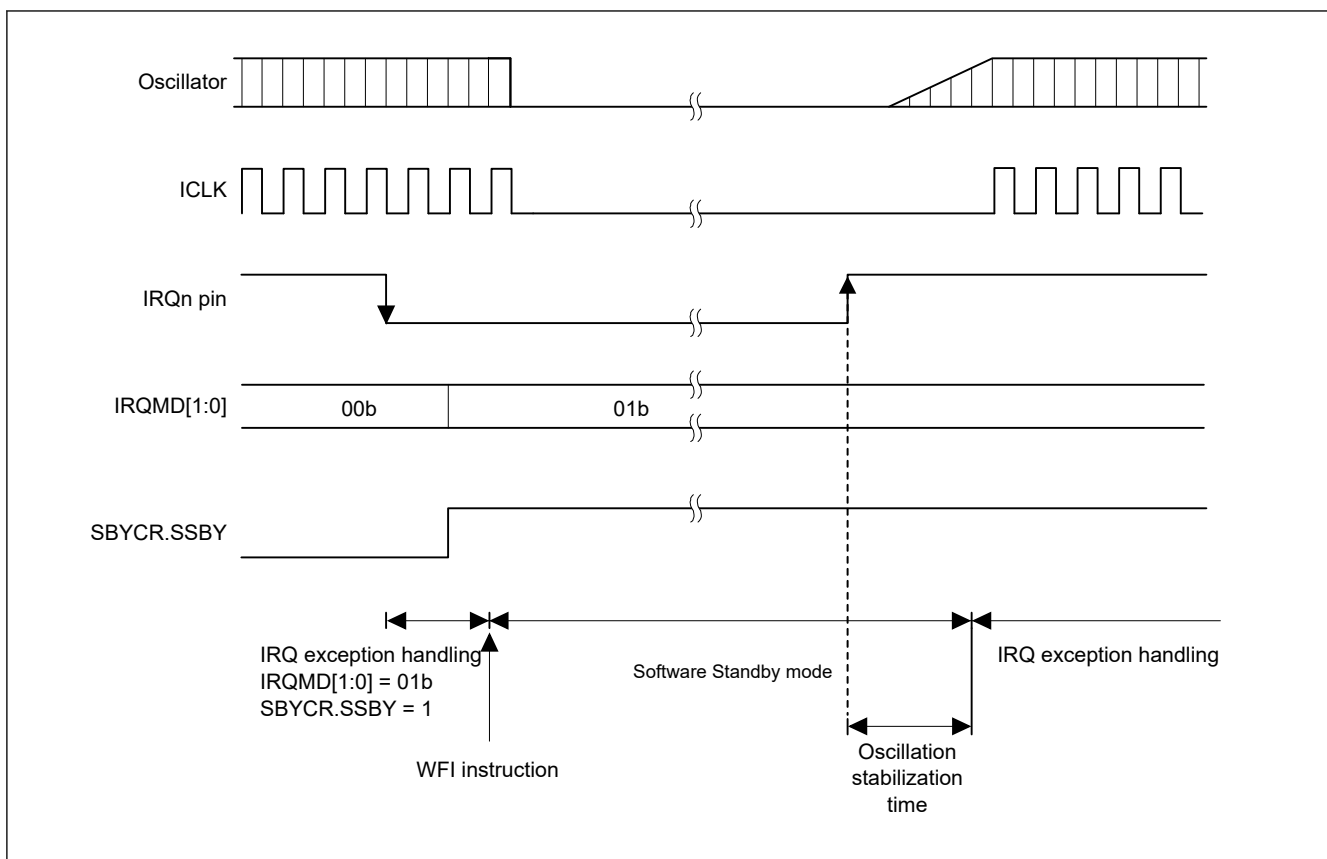 Oscillator
ICLK
IRQn pin
IRQMD[1:0]
00b
01b
SBYCR.SSBY
IRQ exception handling
IRQMD[1:0] = 01b
SBYCR.SSBY = 1
WFI instruction
Software Standby mode
Oscillation
stabilization
time
IRQ exception handling